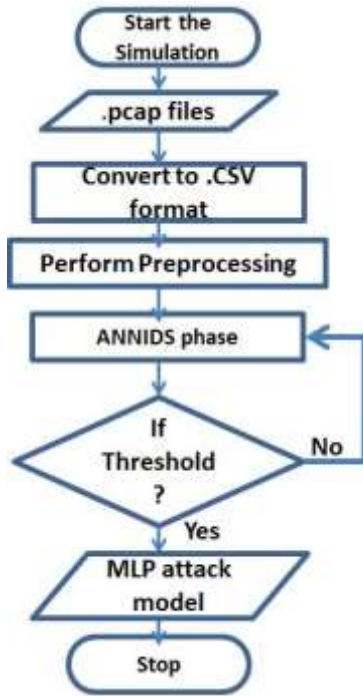 Start the
Simulation
.pcap files
Convert to .CSV
format
Perform Preprocessing
ANNIDS phase
If
Threshold
?
No
Yes
MLP attack
model
Stop